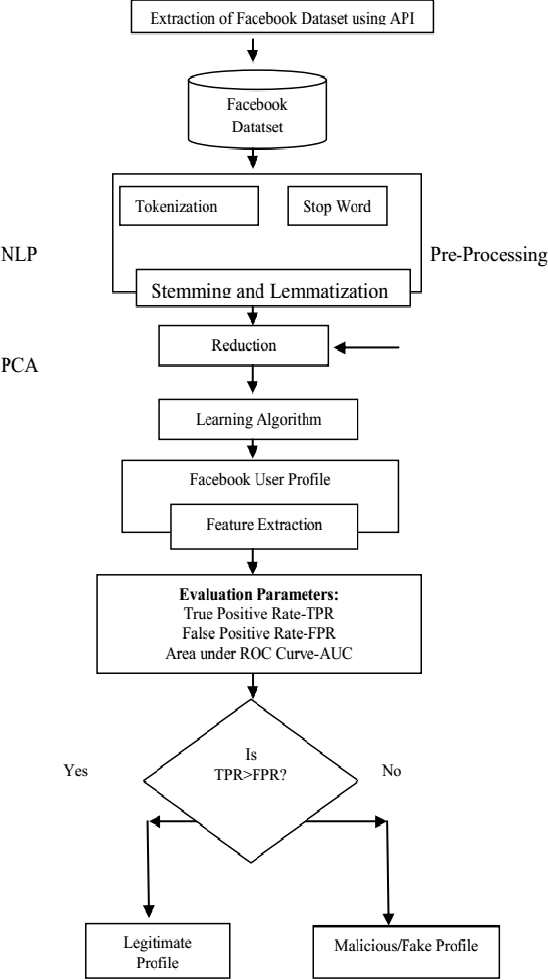 Extraction of Facebook Dataset using API
Facebook
Datatset
Tokenization
Stop Word
NLP
Pre-Processing
Stemming and Lemmatization
Reduction
PCA
Learning Algorithm
Facebook User Profile
Feature Extraction
Evaluation Parameters:
True Positive Rate-TPR
False Positive Rate-FPR
Area under ROC Curve-AUC
Is
TPR>FPR?
Yes
No
Legitimate
Profile
Malicious/Fake Profile